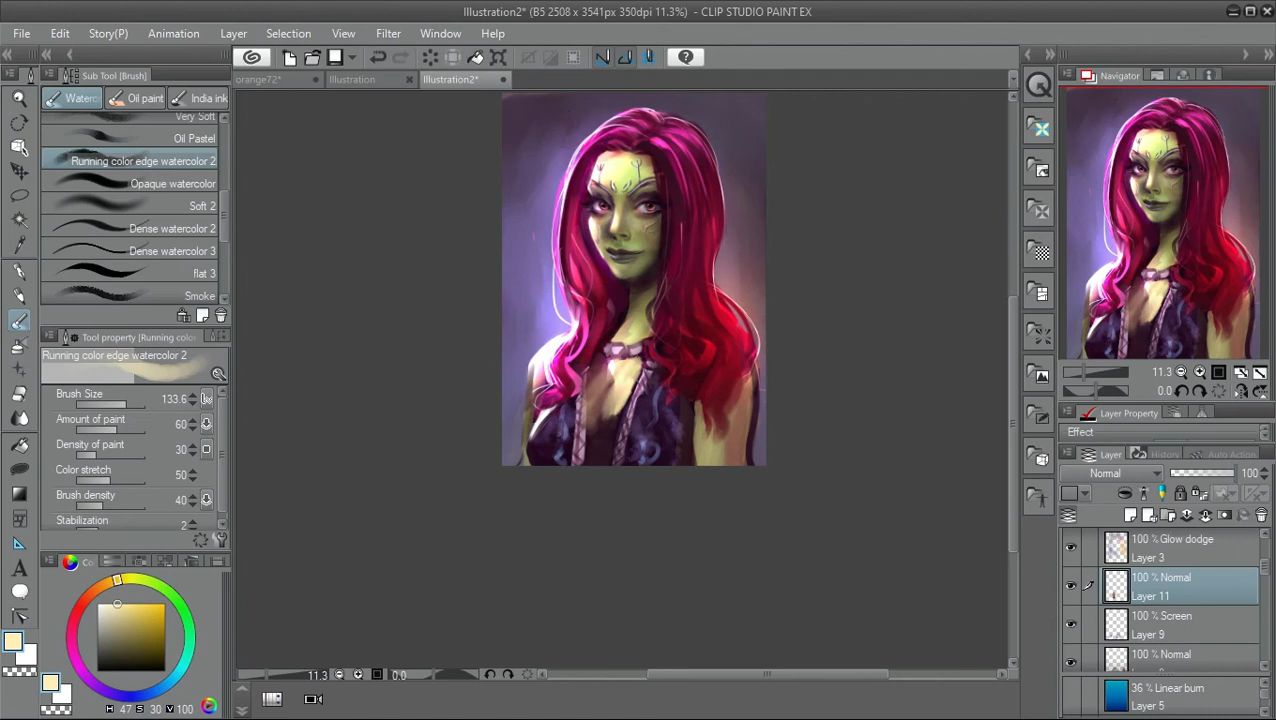 Illustration2* (B5 2508 x 3541px 350dpi 11.3%) - CLIP STUDIO PAINT EX
File Edit Story(P) Animation Layer Selection View Filter Window Help
Sub Tool [Brush]
orange72* Illustration Illustration2*
Navigator
Waterc Oil paint India ink
Very Soft
Oil Pastel
Running color edge watercolor 2
Opaque watercolor
Soft 2
Dense watercolor 2
Dense watercolor 3
flat 3
Smoke
Tool property [Running colo
Running color edge watercolor 2
Brush Size 133.6
Amount of paint 60
Density of paint 30
Color stretch 50
Brush density 40
Stabilization 2
Co
H 47 S 30 V 100
11.3 0.0
11.3
0.0
Layer Property
Effect
Layer History Auto Action
Normal 100
100 % Glow dodge
Layer 3
100 % Normal
Layer 11
100 % Screen
Layer 9
100 % Normal
36 % Linear burn
Layer 5